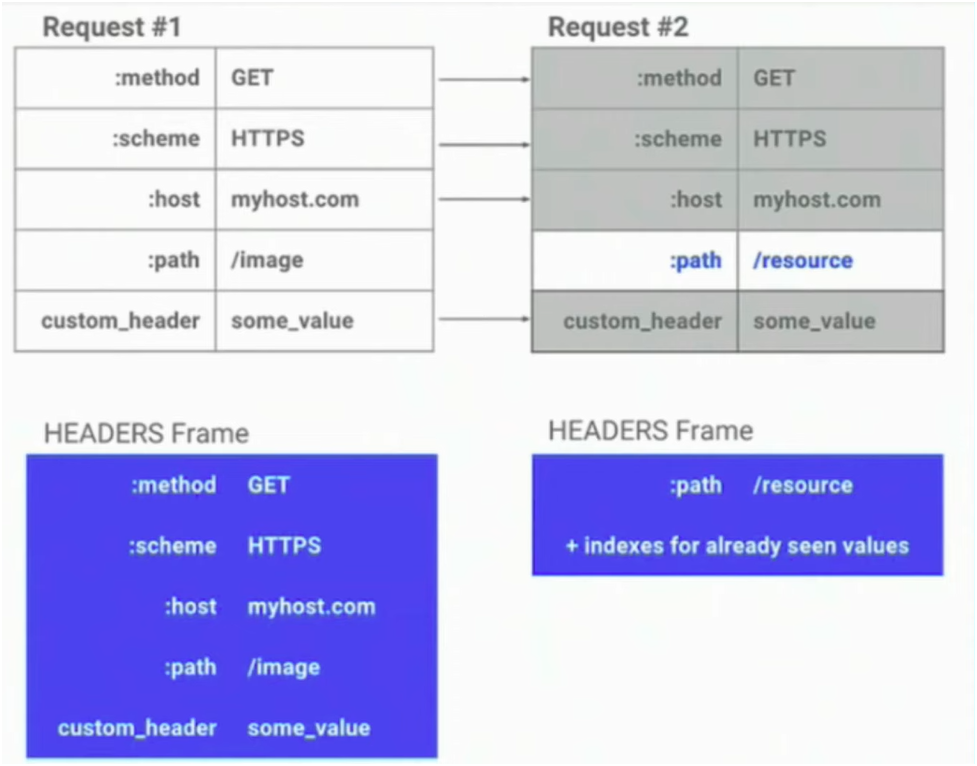 Request #1
:method GET
:scheme HTTPS
:host myhost.com
:path /image
custom_header some_value
Request #2
:method GET
:scheme HTTPS
:host myhost.com
:path /resource
custom_header some_value
HEADERS Frame
:method GET
:scheme HTTPS
:host myhost.com
:path /image
custom_header some_value
HEADERS Frame
:path /resource
+ indexes for already seen values